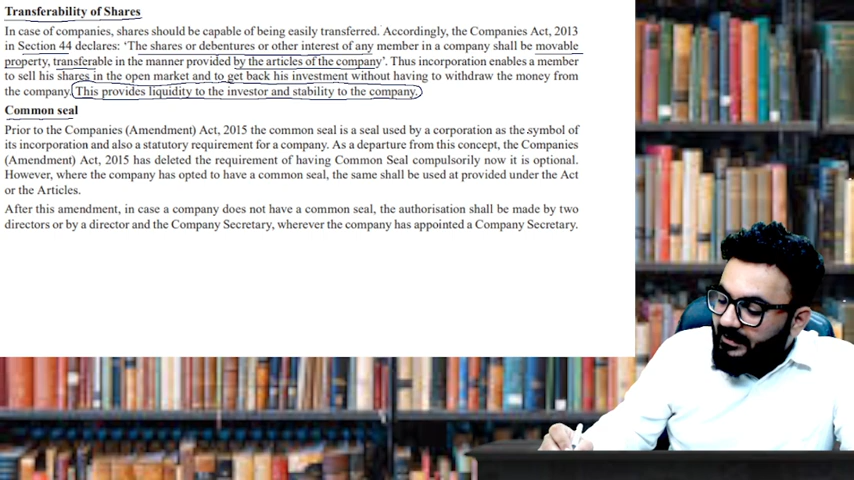 Transferability of Shares
In case of companies, shares should be capable of being easily transferred. Accordingly, the Companies Act, 2013
in Section 44 declares: ‘The shares or debentures or other interest of any member in a company shall be movable
property, transferable in the manner provided by the articles of the company’. Thus incorporation enables a member
to sell his shares in the open market and to get back his investment without having to withdraw the money from
the company. This provides liquidity to the investor and stability to the company.
Common seal
Prior to the Companies (Amendment) Act, 2015 the common seal is a seal used by a corporation as the symbol of
its incorporation and also a statutory requirement for a company. As a departure from this concept, the Companies
(Amendment) Act, 2015 has deleted the requirement of having Common Seal compulsorily now it is optional.
However, where the company has opted to have a common seal, the same shall be used at provided under the Act
or the Articles.
After this amendment, in case a company does not have a common seal, the authorisation shall be made by two
directors or by a director and the Company Secretary, wherever the company has appointed a Company Secretary.